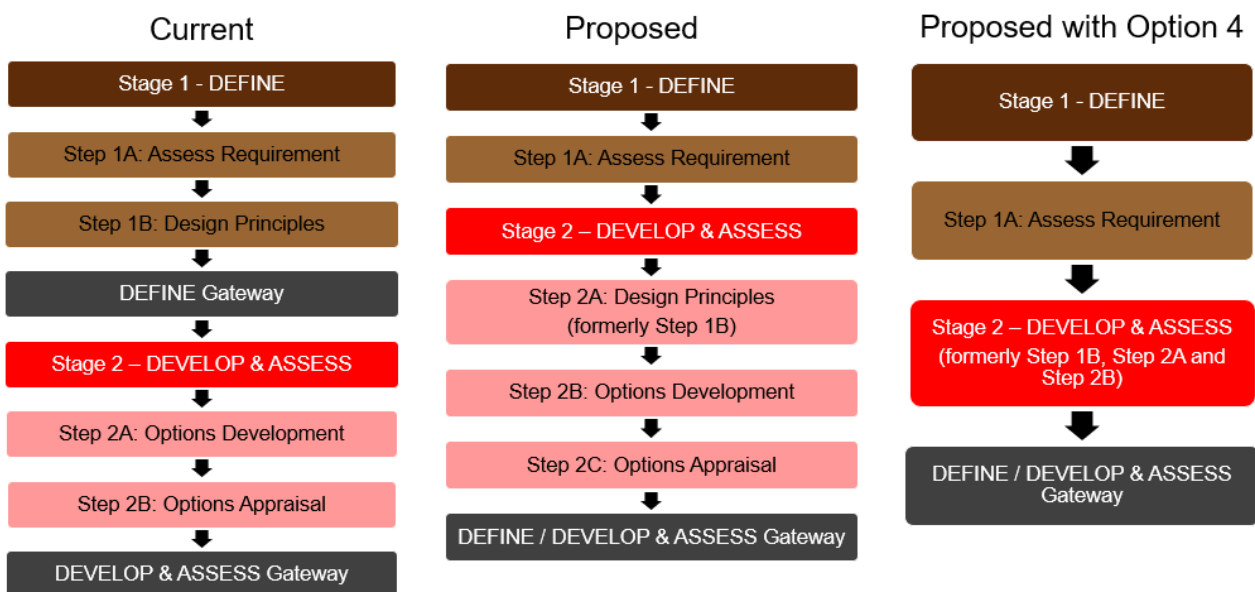 Current
Stage 1 - DEFINE
Step 1A: Assess Requirement
Step 1B: Design Principles
DEFINE Gateway
Stage 2 – DEVELOP & ASSESS
Step 2A: Options Development
Step 2B: Options Appraisal
DEVELOP & ASSESS Gateway
Proposed
Stage 1 - DEFINE
Step 1A: Assess Requirement
Stage 2 – DEVELOP & ASSESS
Step 2A: Design Principles
(formerly Step 1B)
Step 2B: Options Development
Step 2C: Options Appraisal
DEFINE / DEVELOP & ASSESS Gateway
Proposed with Option 4
Stage 1 - DEFINE
Step 1A: Assess Requirement
Stage 2 – DEVELOP & ASSESS
(formerly Step 1B, Step 2A and
Step 2B)
DEFINE / DEVELOP & ASSESS
Gateway